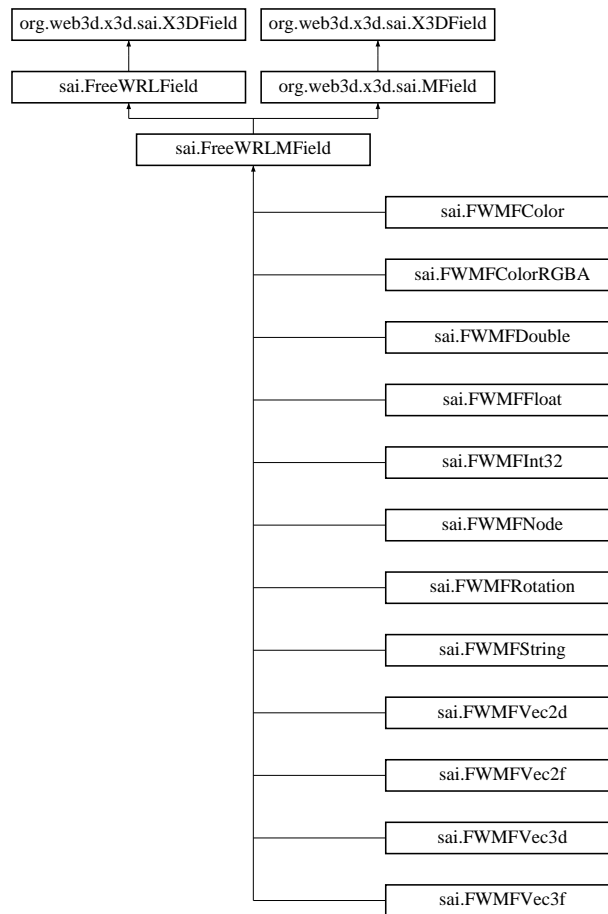 org.web3d.x3d.sai.X3DField
org.web3d.x3d.sai.X3DField
sai.FreeWRLField
org.web3d.x3d.sai.MField
sai.FreeWRLMField
sai.FWMFColor
sai.FWMFColorRGBA
sai.FWMFDouble
sai.FWMFFloat
sai.FWMFInt32
sai.FWMFNode
sai.FWMFRotation
sai.FWMFString
sai.FWMFVec2d
sai.FWMFVec2f
sai.FWMFVec3d
sai.FWMFVec3f